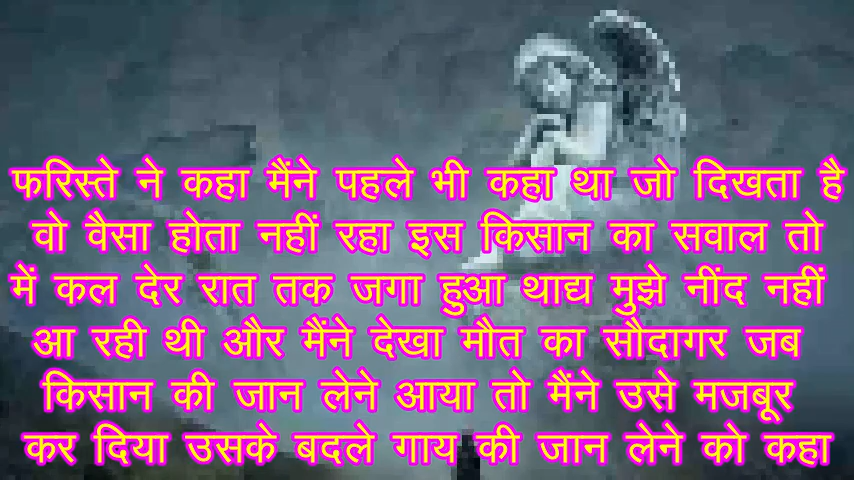 फरिस्ते ने कहा मैंने पहले भी कहा था जो दिखता है
वो वैसा होता नहीं रहा इस किसान का सवाल तो
में कल देर रात तक जगा हुआ थाद्य मुझे नींद नहीं
आ रही थी और मैंने देखा मौत का सौदागर जब
किसान की जान लेने आया तो मैंने उसे मजबूर
कर दिया उसके बदले गाय की जान लेने को कहा